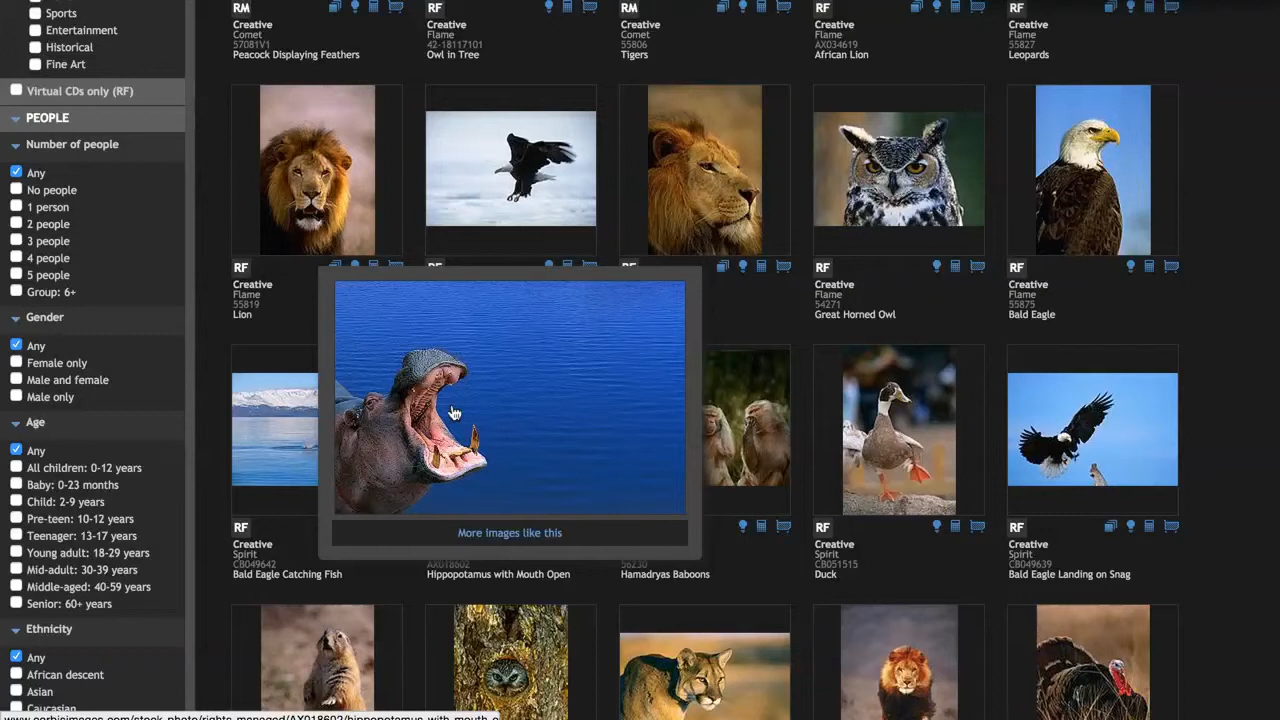 Sports
Entertainment
Historical
Fine Art
Virtual CDs only (RF)
PEOPLE
Number of people
Any
No people
1 person
2 people
3 people
4 people
5 people
Group: 6+
Gender
Any
Female only
Male and female
Male only
Age
Any
All children: 0-12 years
Baby: 0-23 months
Child: 2-9 years
Pre-teen: 10-12 years
Teenager: 13-17 years
Young adult: 18-29 years
Mid-adult: 30-39 years
Middle-aged: 40-59 years
Senior: 60+ years
Ethnicity
Any
African descent
Asian
Caucasian
RM
Creative
Comet
57081V1
Peacock Displaying Feathers
RF
Creative
Flame
42-18117101
Owl in Tree
RM
Creative
Comet
55806
Tigers
RF
Creative
Flame
AX034619
African Lion
RF
Creative
Flame
55827
Leopards
RF
Creative
Flame
55819
Lion
RF
Creative
Flame
54271
Great Horned Owl
RF
Creative
Flame
55875
Bald Eagle
More images like this
RF
Creative
Spirit
CB049642
Bald Eagle Catching Fish
AX018602
Hippopotamus with Mouth Open
56230
Hamadryas Baboons
RF
Creative
Spirit
CB051515
Duck
RF
Creative
Spirit
CB049639
Bald Eagle Landing on Snag